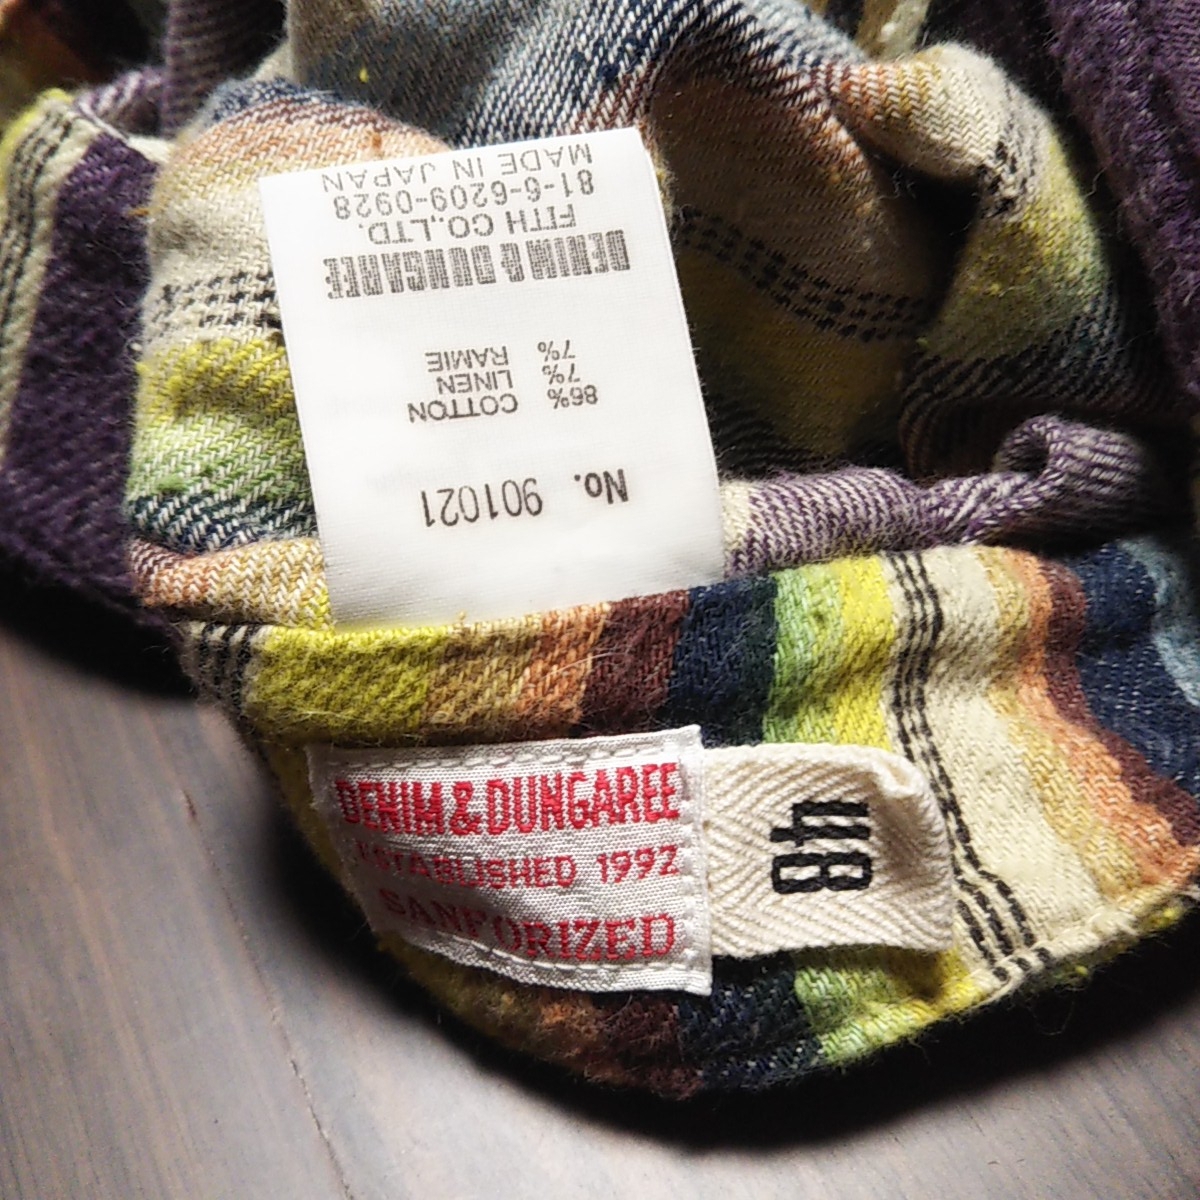 No. 901021
86% COTTON
7% LINEN
7% RAMIE
DENIM & DUNGAREE
FITH CO.,LTD.
81-6-6209-0928
MADE IN JAPAN
DENIM & DUNGAREE
ESTABLISHED 1992
SANFORIZED
48